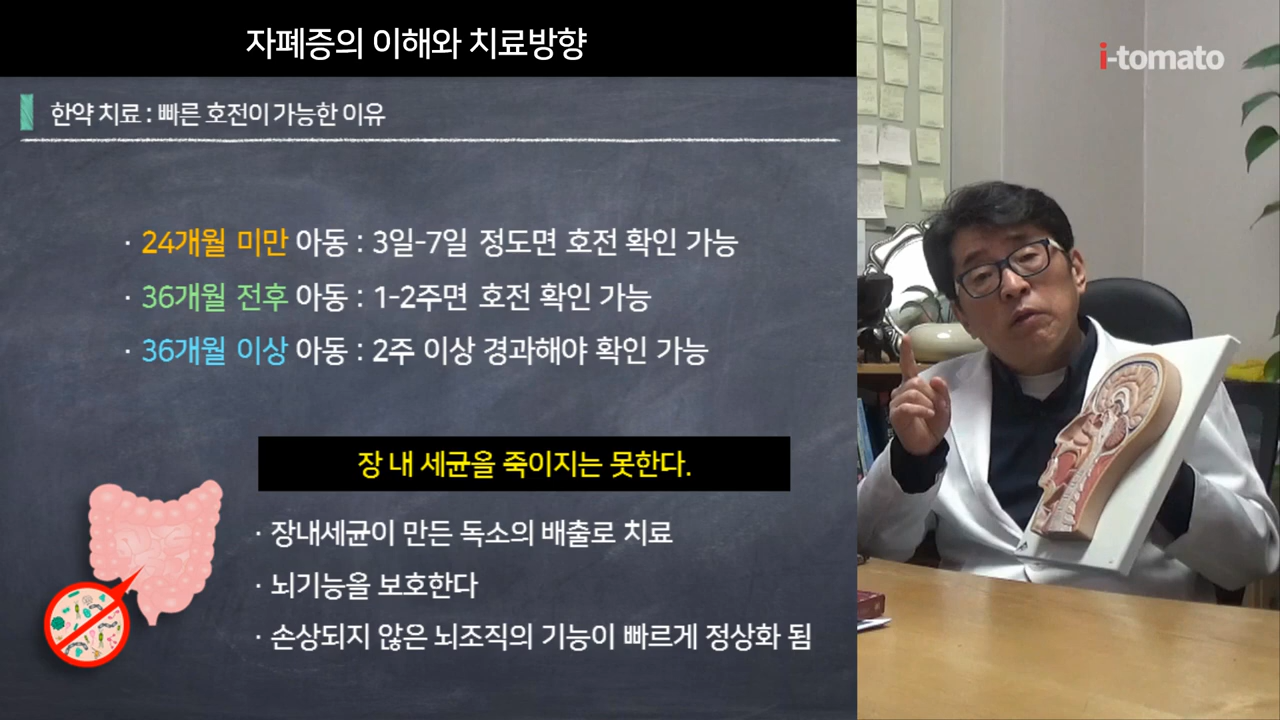 자폐증의 이해와 치료방향
i-tomato
한약 치료 : 빠른 호전이 가능한 이유
· 24개월 미만 아동 : 3일-7일 정도면 호전 확인 가능
· 36개월 전후 아동 : 1-2주면 호전 확인 가능
· 36개월 이상 아동 : 2주 이상 경과해야 확인 가능
장 내 세균을 죽이지는 못한다.
· 장내세균이 만든 독소의 배출로 치료
· 뇌기능을 보호한다
· 손상되지 않은 뇌조직의 기능이 빠르게 정상화 됨